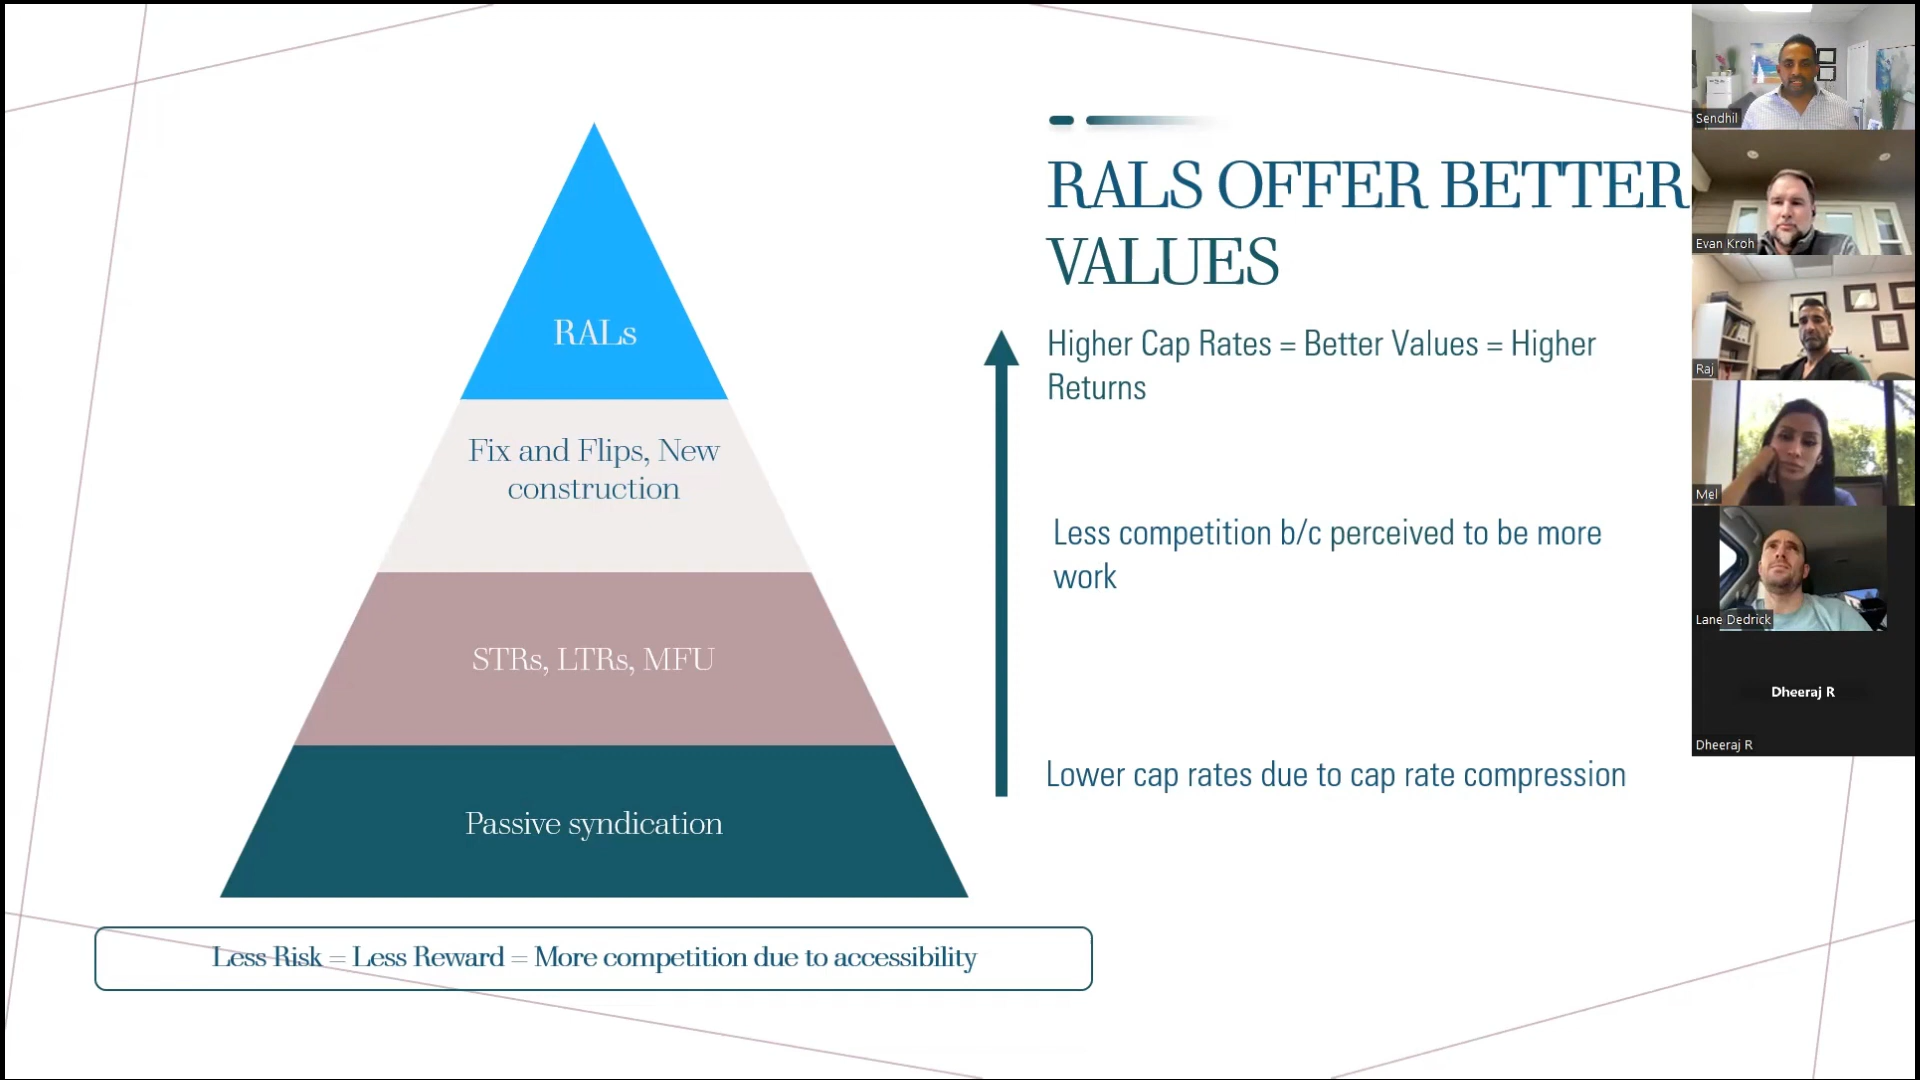 RALS OFFER BETTER
VALUES
Higher Cap Rates = Better Values = Higher
Returns
Less competition b/c perceived to be more
work
Lower cap rates due to cap rate compression
RALs
Fix and Flips, New
construction
STRs, LTRs, MFU
Passive syndication
Less Risk = Less Reward = More competition due to accessibility
Sendhil
Evan Kroh
Raj
Mel
Lane Dedrick
Dheeraj R
Dheeraj R